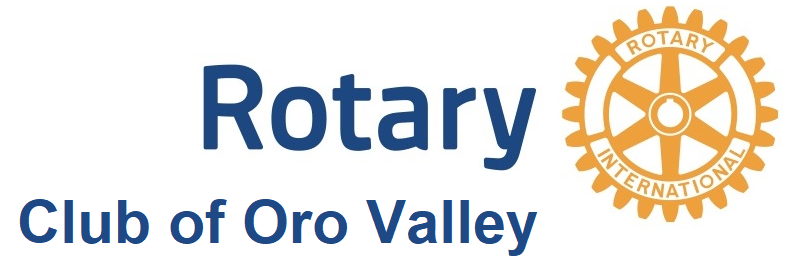 Rotary
Club of Oro Valley
ROTARY
INTERNATIONAL